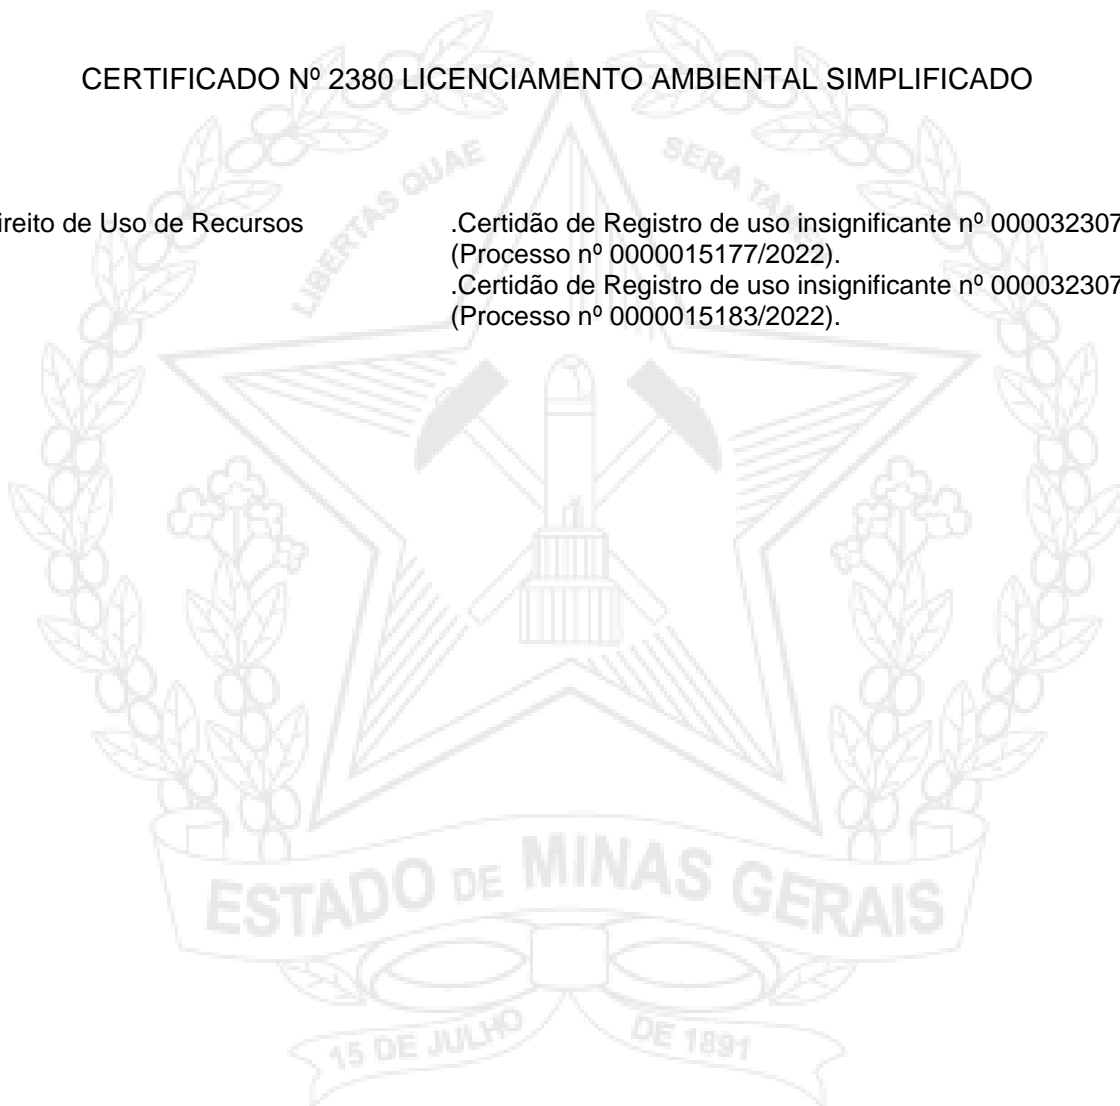 CERTIFICADO Nº 2380 LICENCIAMENTO AMBIENTAL SIMPLIFICADO
LIBERTAS QUAE
SERA TAMEN
ireito de Uso de Recursos
.Certidão de Registro de uso insignificante nº 000032307
(Processo nº 0000015177/2022).
.Certidão de Registro de uso insignificante nº 000032307
(Processo nº 0000015183/2022).
ESTADO DE MINAS GERAIS
15 DE JULHO
DE 1891